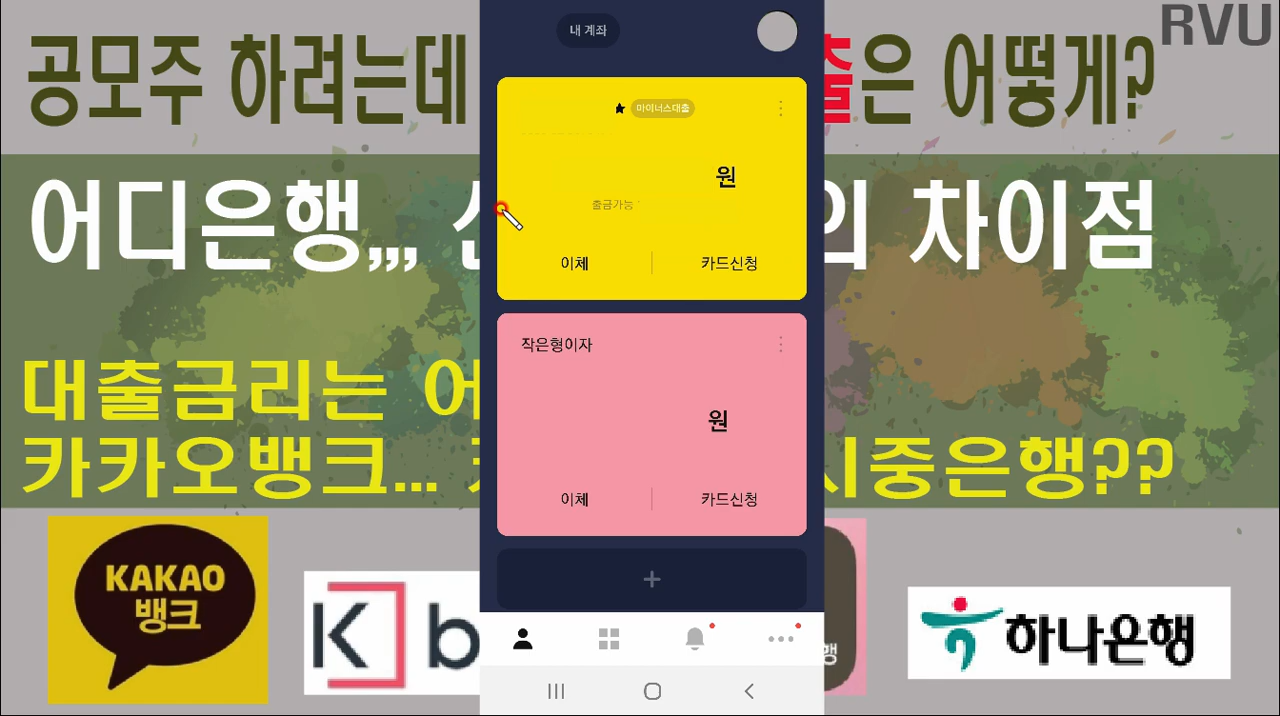 RVU
공모주 하려는데
출은 어떻게?
어디은행,,,
의 차이점
대출금리는 어
카카오뱅크...
시중은행??
KAKAO
뱅크
K b
행
하나은행
내 계좌
마이너스대출
원
출금가능
이체
카드신청
작은형이자
원
이체
카드신청
+